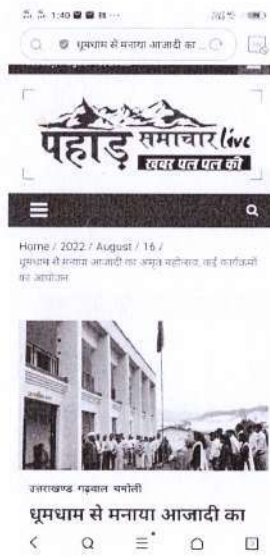 1:40
धूमधाम से मनाया आजादी का ...
पहाड़ समाचार live
खबर पल पल की
Home / 2022 / August / 16 /
धूमधाम से मनाया आजादी का अमृत महोत्सव, कई कार्यक्रमों
का आयोजन
उत्तराखण्ड गढ़वाल चमोली
धूमधाम से मनाया आजादी का